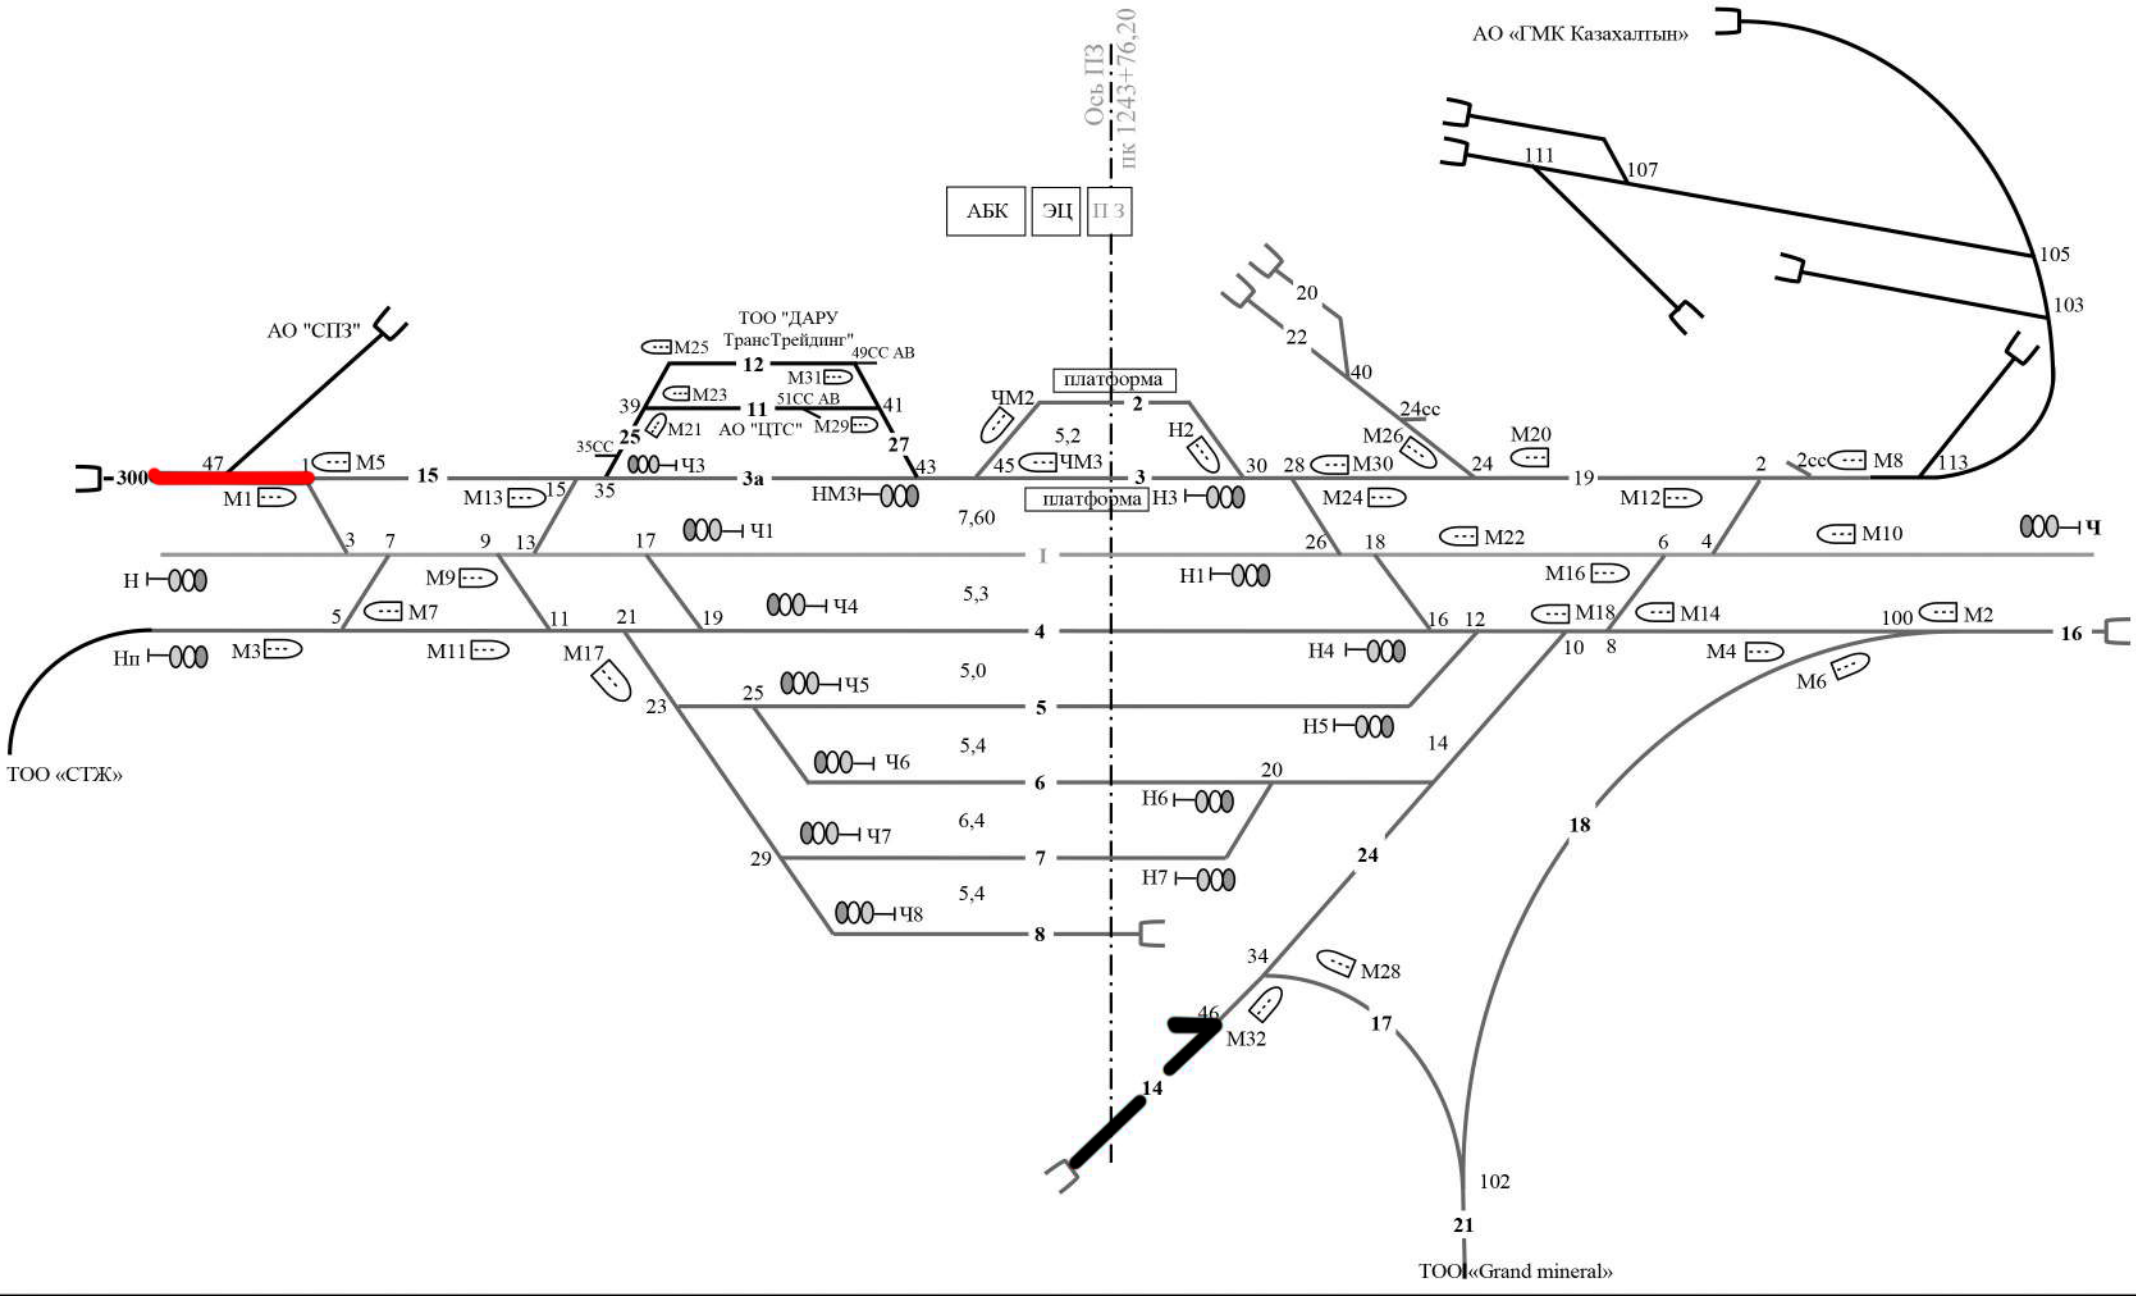 АО «ГМК Казахалтын»
Ось ПЗ
пк 1243+76,20
111
107
АБК
ЭЦ
П З
105
20
103
22
АО "СПЗ"
ТОО "ДАРУ
ТрансТрейдинг"
М25
49СС АВ
12
М31
40
платформа
2
ЧМ2
М23
51СС АВ
39
11
41
24сс
М21
АО "ЦТС"
М29
25
27
35СС
5,2
Н2
М26
М20
47
1
М5
Ч3
43
45
ЧМ3
30
28
М30
24
2
2сс
М8
113
300
15
3а
3
19
М1
М13
15
35
НМ3
платформа
Н3
М24
М12
7,60
Ч1
М22
М10
Ч
3
7
9
13
17
26
18
6
4
I
Н
М9
Н1
М16
5,3
5
М7
11
21
19
Ч4
16
12
М18
М14
100
М2
4
16
Нп
М3
М11
М17
Н4
10
8
М4
М6
5,0
25
Ч5
23
5
Н5
14
5,4
Ч6
20
6
Н6
ТОО «СТЖ»
6,4
Ч7
18
29
7
24
Н7
5,4
Ч8
8
34
М28
46
17
М32
14
102
21
ТОО «Grand mineral»